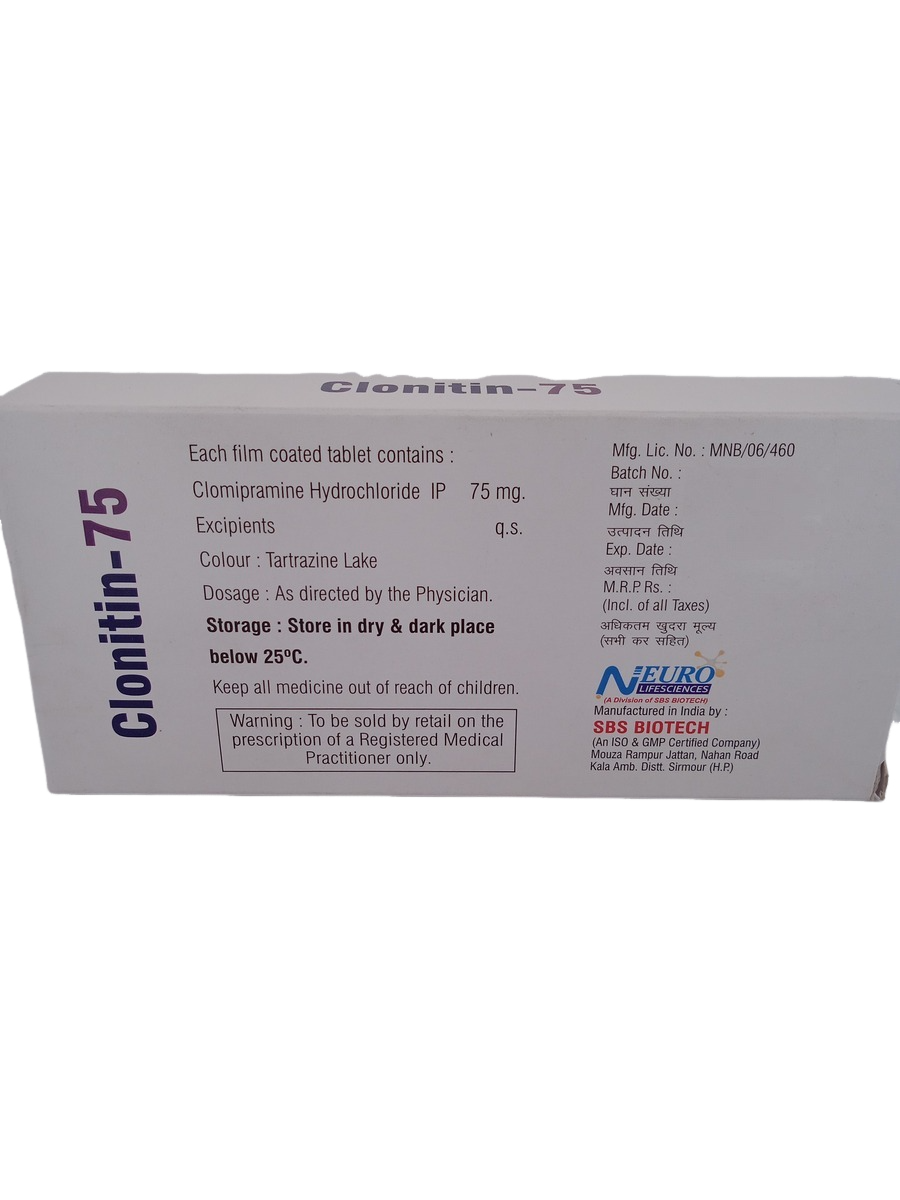 Clonitin-75
Clonitin-75
Each film coated tablet contains :
Clomipramine Hydrochloride IP 75 mg.
Excipients q.s.
Colour : Tartrazine Lake
Dosage : As directed by the Physician.
Storage : Store in dry & dark place
below 25ºC.
Keep all medicine out of reach of children.
Warning : To be sold by retail on the
prescription of a Registered Medical
Practitioner only.
Mfg. Lic. No. : MNB/06/460
Batch No. :
घान संख्या
Mfg. Date :
उत्पादन तिथि
Exp. Date :
अवसान तिथि
M.R.P. Rs. :
(Incl. of all Taxes)
अधिकतम खुदरा मूल्य
(सभी कर सहित)
NEURO
LIFESCIENCES
(A Division of SBS BIOTECH)
Manufactured in India by :
SBS BIOTECH
(An ISO & GMP Certified Company)
Mouza Rampur Jattan, Nahan Road
Kala Amb. Distt. Sirmour (H.P.)